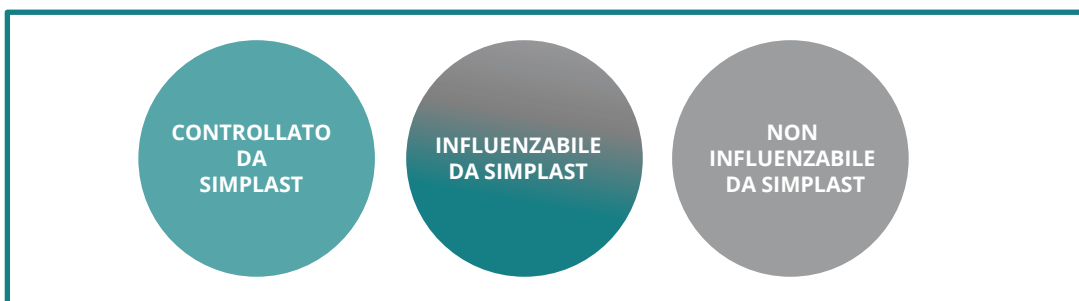 CONTROLLATO
DA
SIMPLAST
INFLUENZABILE
DA SIMPLAST
NON
INFLUENZABILE
DA SIMPLAST